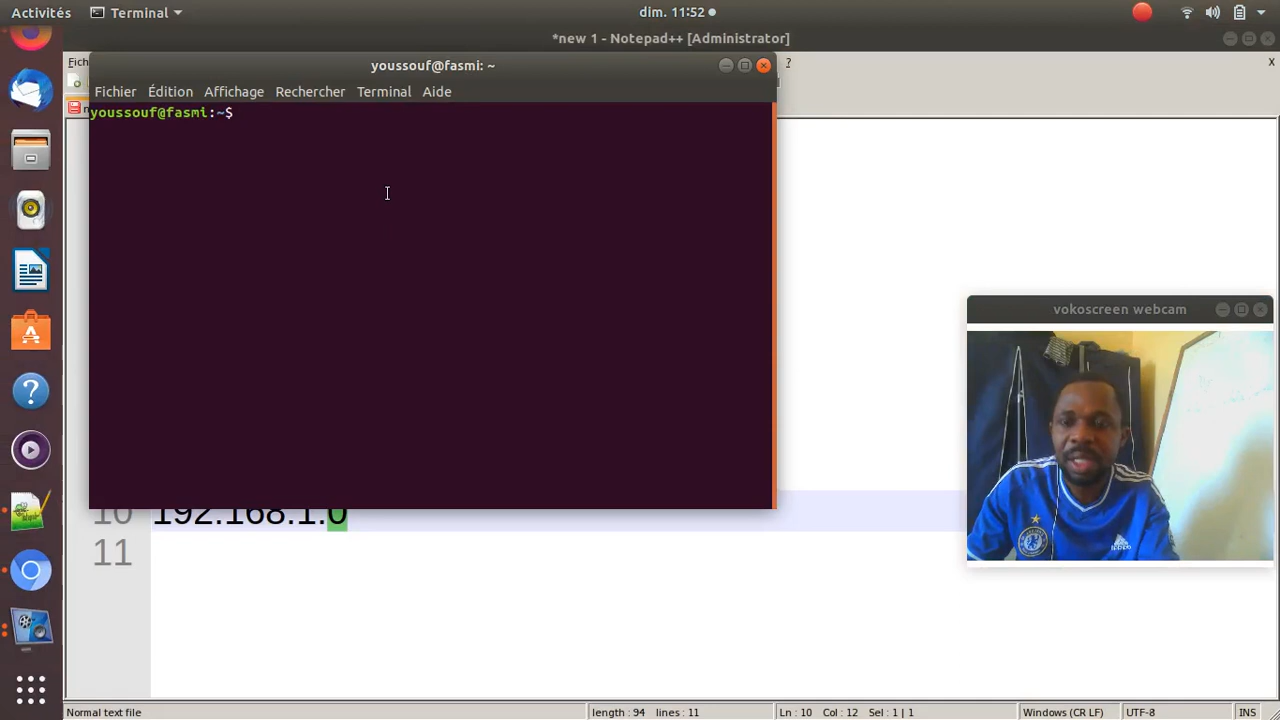 Activités
Terminal
dim. 11:52
*new 1 - Notepad++ [Administrator]
Fich
?
X
youssouf@fasmi: ~
Fichier Édition Affichage Rechercher Terminal Aide
youssouf@fasmi:~$
vokoscreen webcam
10 192.168.1.0
11
Normal text file
length : 94 lines : 11
Ln : 10 Col : 12 Sel : 1 | 1
Windows (CR LF)
UTF-8
INS